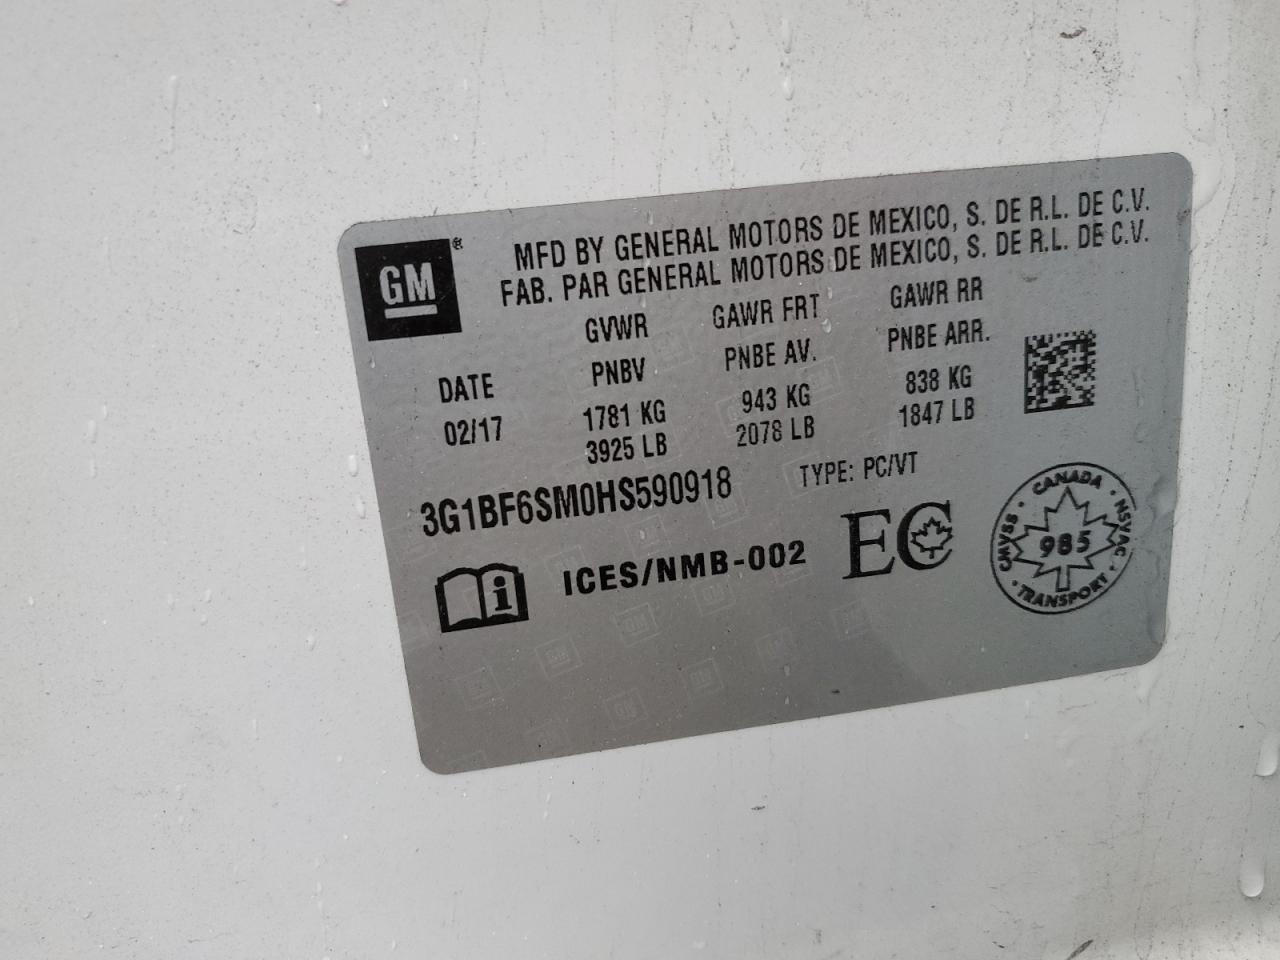 GM®
MFD BY GENERAL MOTORS DE MEXICO, S. DE R.L. DE C.V.
FAB. PAR GENERAL MOTORS DE MEXICO, S. DE R.L. DE C.V.
GVWR GAWR FRT GAWR RR
DATE PNBV PNBE AV. PNBE ARR.
02/17 1781 KG 943 KG 838 KG
3925 LB 2078 LB 1847 LB
3G1BF6SM0HS590918 TYPE: PC/VT
i ICES/NMB-002 EC
CANADA · NSVAC · TRANSPORT · CMVSS ·
985